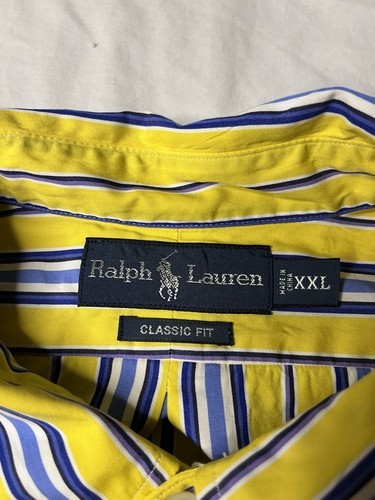 Ralph Lauren
MADE IN
CHINA
XXL
CLASSIC FIT